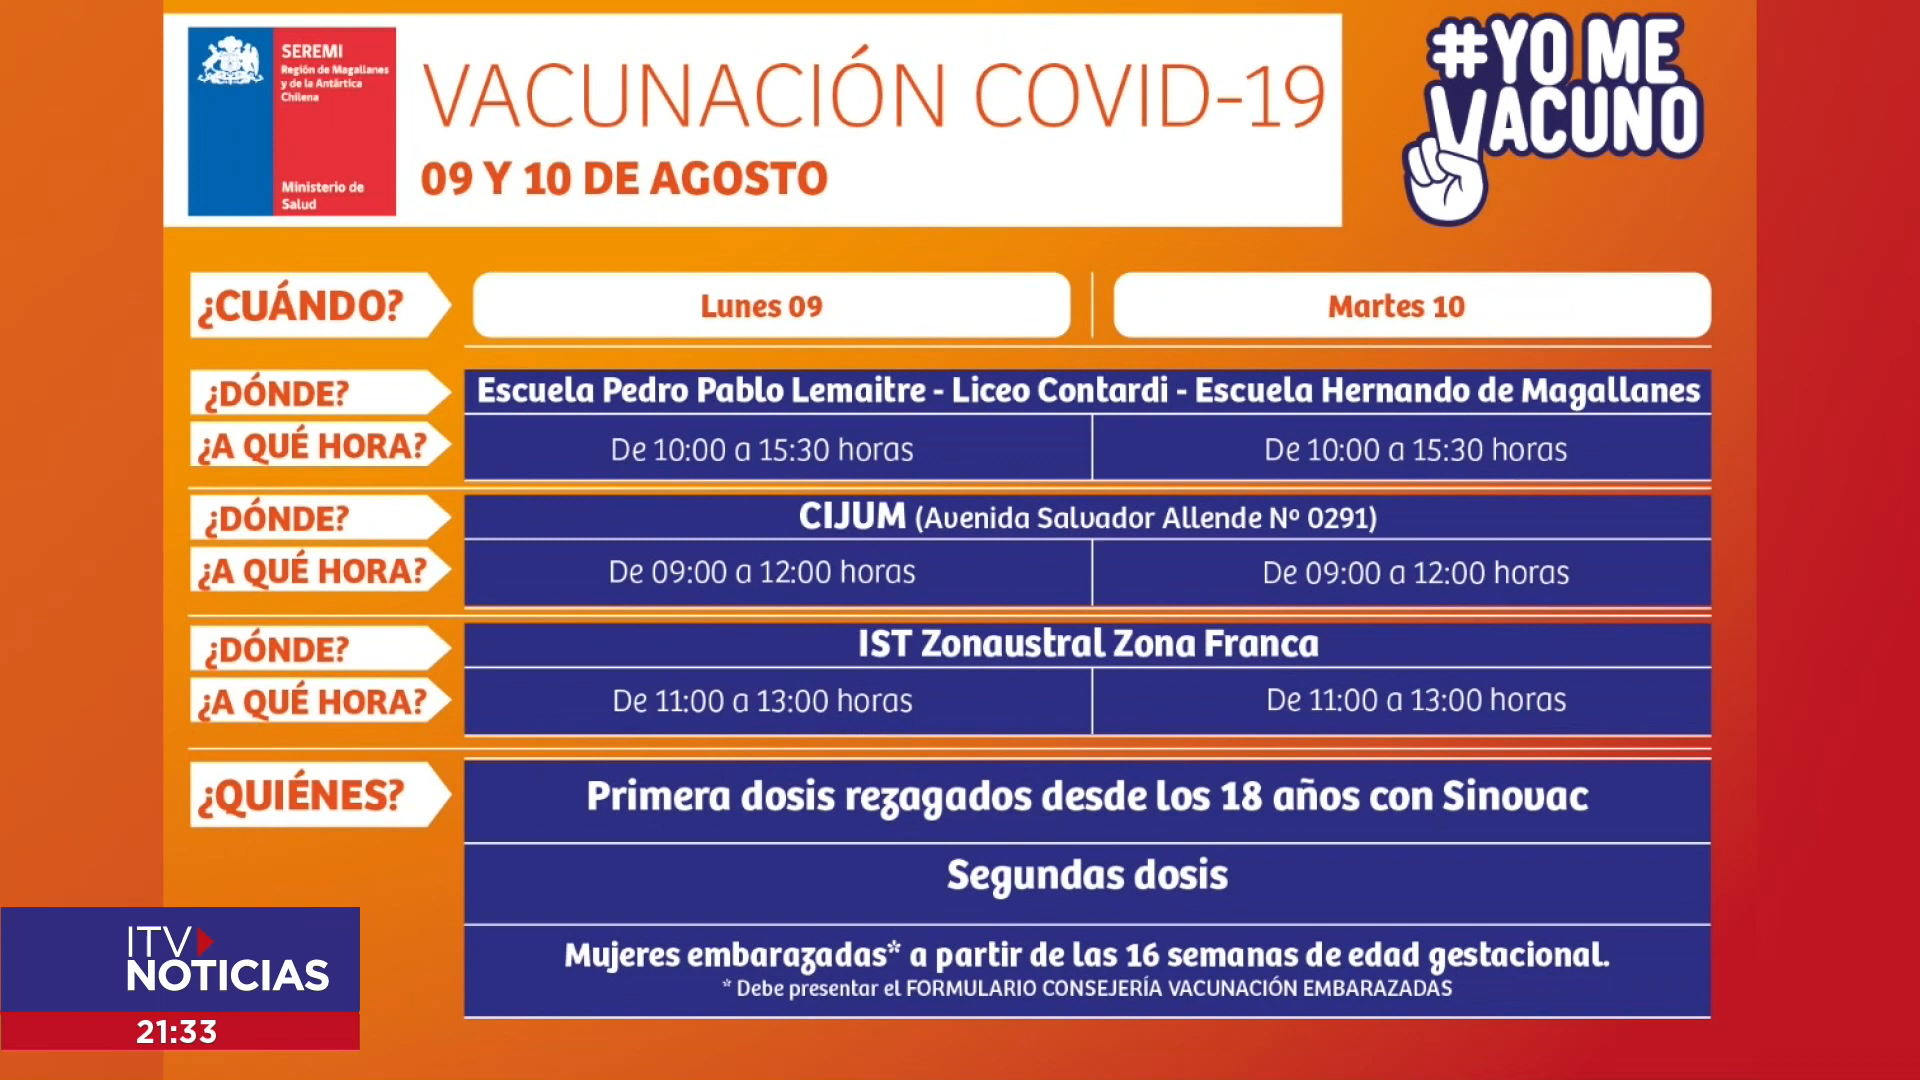 SEREMI
Región de Magallanes
y de la Antártica
Chilena
Ministerio de
Salud
VACUNACIÓN COVID-19
09 Y 10 DE AGOSTO
#YO ME
VACUNO
¿CUÁNDO?
Lunes 09
Martes 10
¿DÓNDE?
Escuela Pedro Pablo Lemaitre - Liceo Contardi - Escuela Hernando de Magallanes
¿A QUÉ HORA?
De 10:00 a 15:30 horas
De 10:00 a 15:30 horas
¿DÓNDE?
CIJUM (Avenida Salvador Allende Nº 0291)
¿A QUÉ HORA?
De 09:00 a 12:00 horas
De 09:00 a 12:00 horas
¿DÓNDE?
IST Zonaustral Zona Franca
¿A QUÉ HORA?
De 11:00 a 13:00 horas
De 11:00 a 13:00 horas
¿QUIÉNES?
Primera dosis rezagados desde los 18 años con Sinovac
Segundas dosis
Mujeres embarazadas* a partir de las 16 semanas de edad gestacional.
* Debe presentar el FORMULARIO CONSEJERÍA VACUNACIÓN EMBARAZADAS
ITV
NOTICIAS
21:33